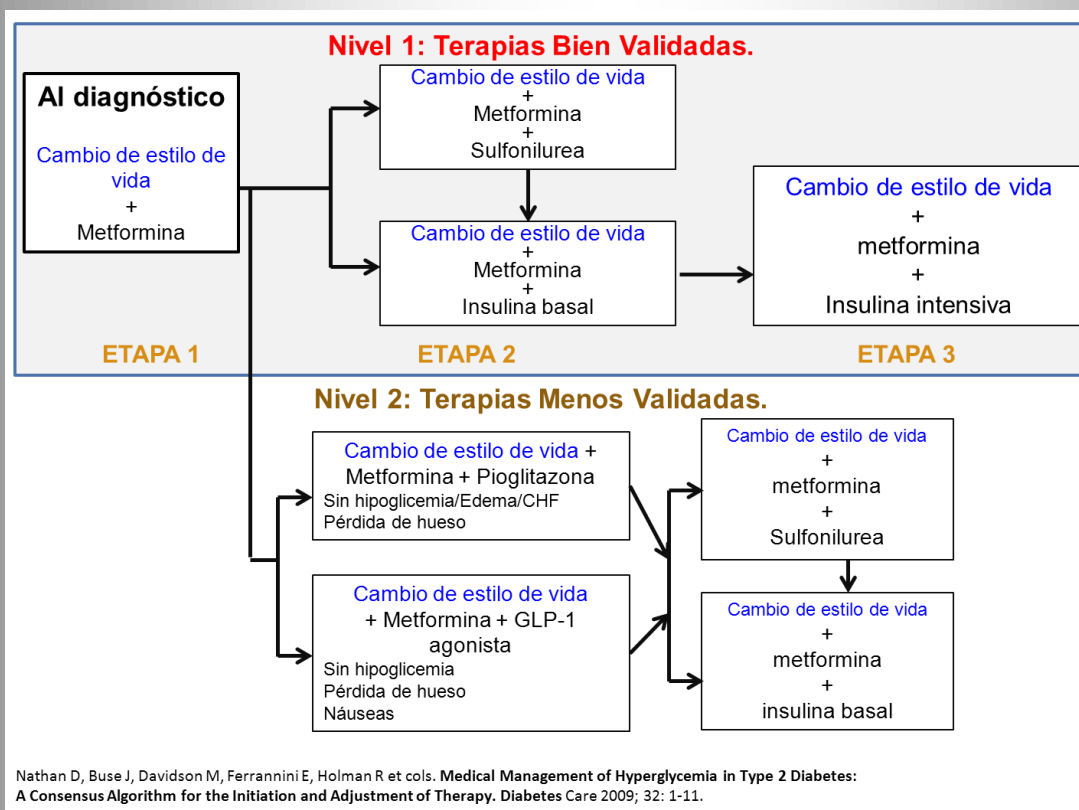 Nivel 1: Terapias Bien Validadas.
Al diagnóstico
Cambio de estilo de
vida
+
Metformina
Cambio de estilo de vida
+
Metformina
+
Sulfonilurea
Cambio de estilo de vida
+
Metformina
+
Insulina basal
Cambio de estilo de vida
+
metformina
+
Insulina intensiva
ETAPA 1
ETAPA 2
ETAPA 3
Nivel 2: Terapias Menos Validadas.
Cambio de estilo de vida +
Metformina + Pioglitazona
Sin hipoglicemia/Edema/CHF
Pérdida de hueso
Cambio de estilo de vida
+ Metformina + GLP-1
agonista
Sin hipoglicemia
Pérdida de hueso
Náuseas
Cambio de estilo de vida
+
metformina
+
Sulfonilurea
Cambio de estilo de vida
+
metformina
+
insulina basal
Nathan D, Buse J, Davidson M, Ferrannini E, Holman R et cols. Medical Management of Hyperglycemia in Type 2 Diabetes:
A Consensus Algorithm for the Initiation and Adjustment of Therapy. Diabetes Care 2009; 32: 1-11.